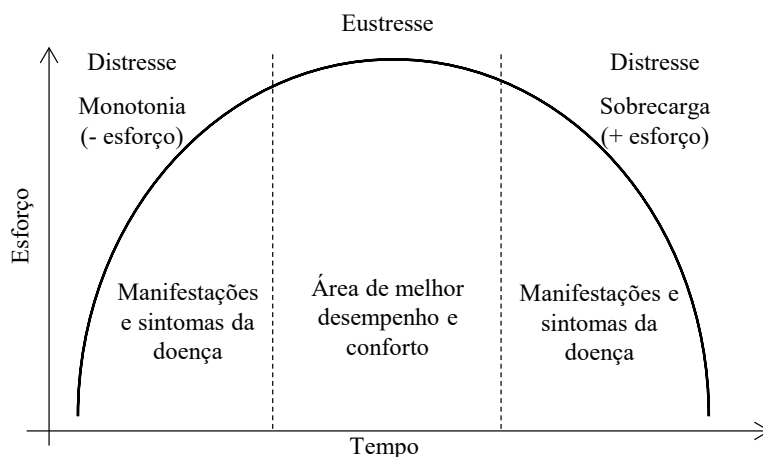 Eustresse
Distresse
Monotonia
(- esforço)
Distresse
Sobrecarga
(+ esforço)
Esforço
Manifestações
e sintomas da
doença
Área de melhor
desempenho e
conforto
Manifestações e
sintomas da
doença
Tempo